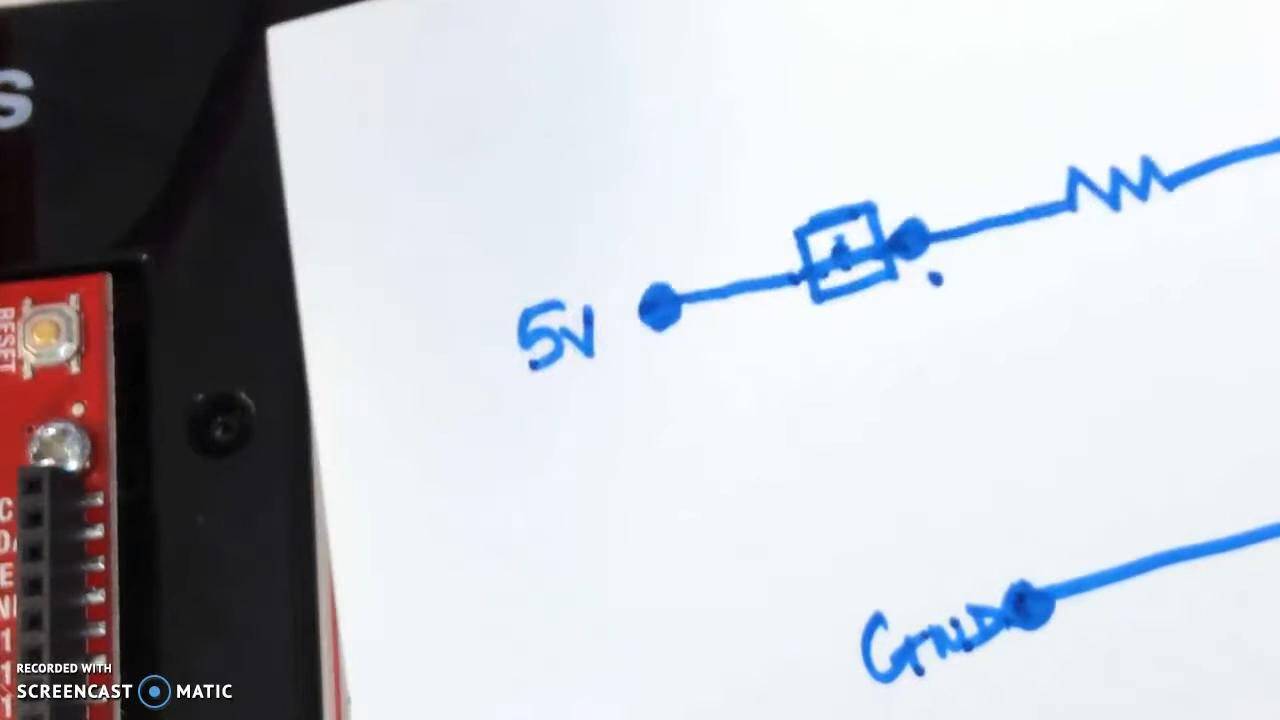 S
RESET
5V
GND
RECORDED WITH
SCREENCAST MATIC